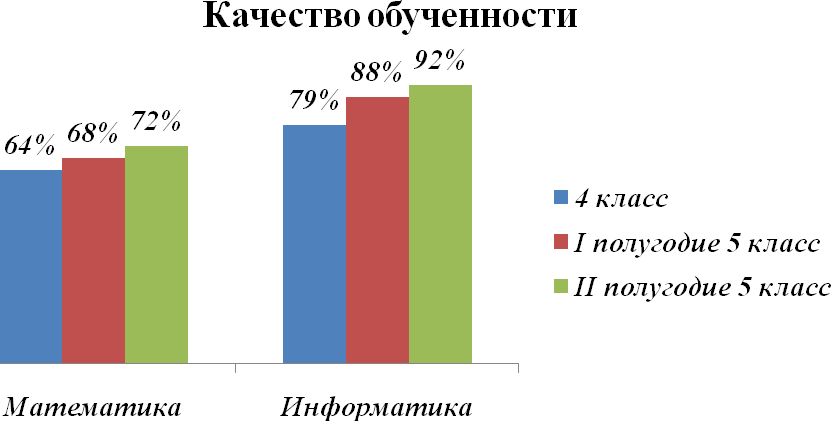 Качество обученности
64%
68%
72%
79%
88%
92%
4 класс
I полугодие 5 класс
II полугодие 5 класс
Математика
Информатика